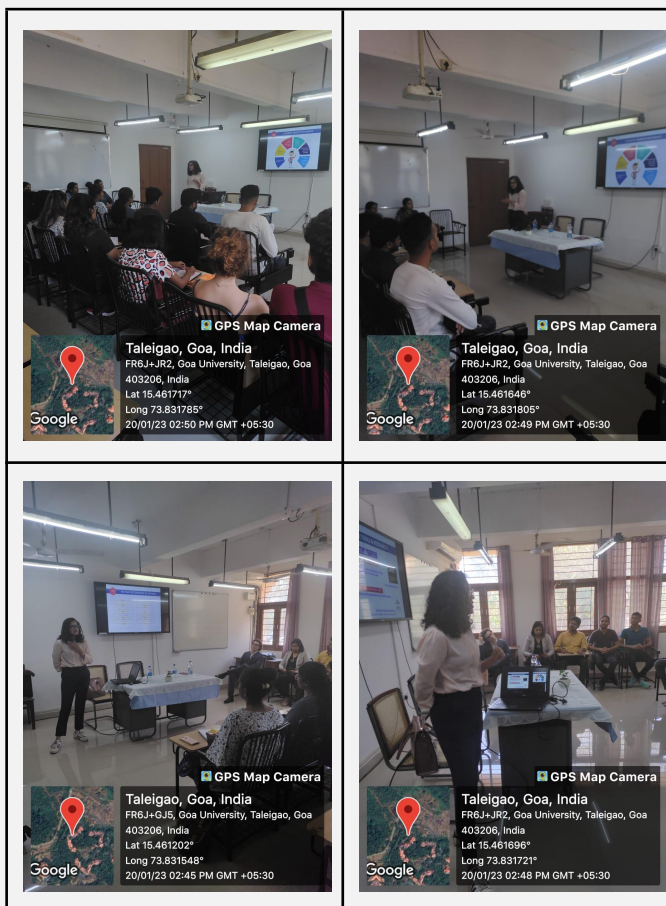 GPS Map Camera
Taleigao, Goa, India
FR6J+JR2, Goa University, Taleigao, Goa
403206, India
Lat 15.461717°
Long 73.831785°
20/01/23 02:50 PM GMT +05:30
Google
GPS Map Camera
Taleigao, Goa, India
FR6J+JR2, Goa University, Taleigao, Goa
403206, India
Lat 15.461646°
Long 73.831805°
20/01/23 02:49 PM GMT +05:30
Google
GPS Map Camera
Taleigao, Goa, India
FR6J+GJ5, Goa University, Taleigao, Goa
403206, India
Lat 15.461202°
Long 73.831548°
20/01/23 02:45 PM GMT +05:30
Google
GPS Map Camera
Taleigao, Goa, India
FR6J+JR2, Goa University, Taleigao, Goa
403206, India
Lat 15.461696°
Long 73.831721°
20/01/23 02:48 PM GMT +05:30
Google